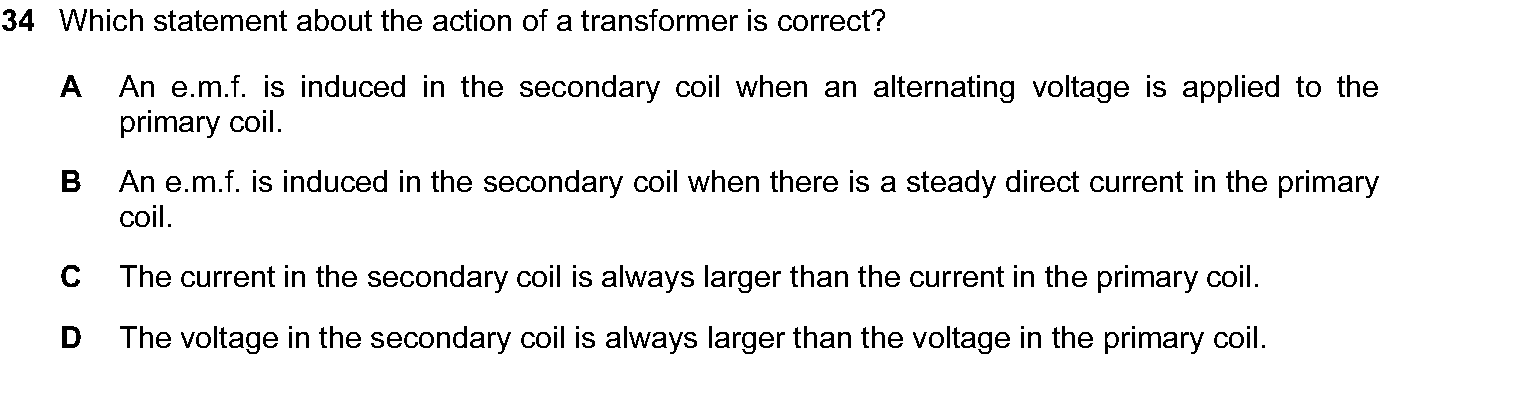 34 Which statement about the action of a transformer is correct?
A An e.m.f. is induced in the secondary coil when an alternating voltage is applied to the
primary coil.
B An e.m.f. is induced in the secondary coil when there is a steady direct current in the primary
coil.
C The current in the secondary coil is always larger than the current in the primary coil.
D The voltage in the secondary coil is always larger than the voltage in the primary coil.